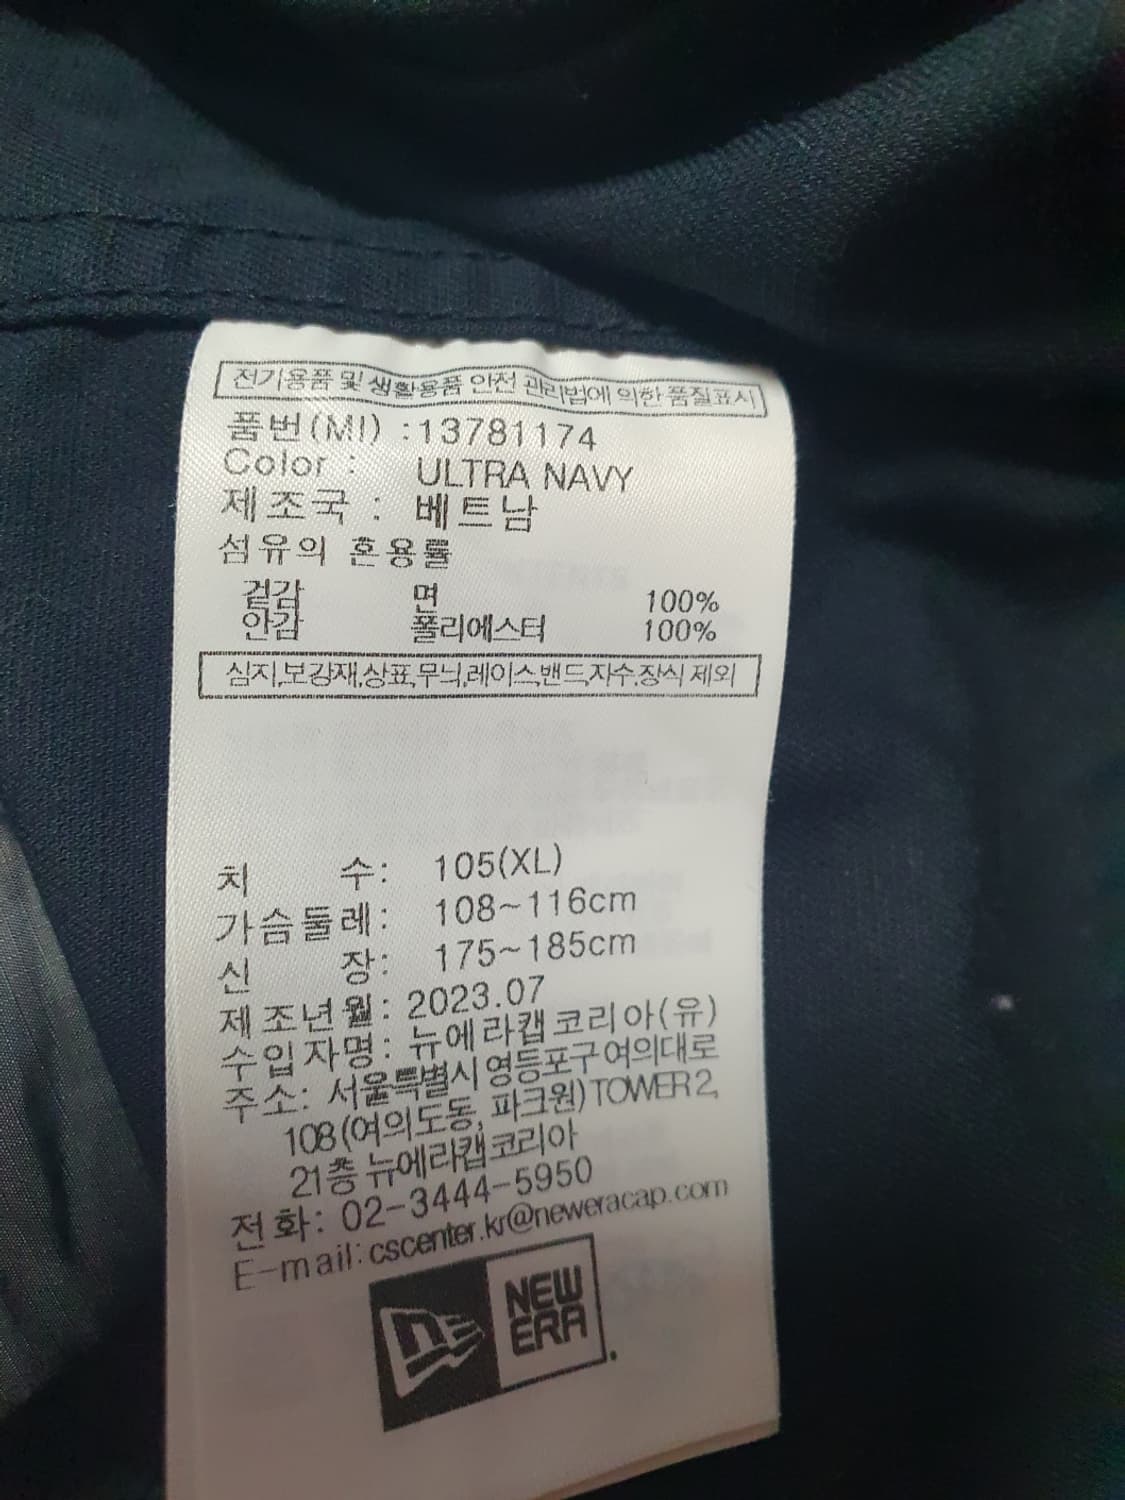 전기용품 및 생활용품 안전 관리법에 의한 품질표시
품번(MI) :13781174
Color : ULTRA NAVY
제조국 : 베트남
섬유의 혼용률
겉감 면 100%
안감 폴리에스터 100%
심지,보강재,상표,무늬,레이스,밴드,자수,장식 제외
치 수: 105(XL)
가슴둘레: 108~116cm
신 장: 175~185cm
제조년월: 2023.07
수입자명: 뉴에라캡코리아(유)
주소: 서울특별시 영등포구 여의대로
108(여의도동, 파크원) TOWER 2,
21층 뉴에라캡코리아
전화: 02-3444-5950
E-mail: cscenter.kr@neweracap.com
NEW
ERA